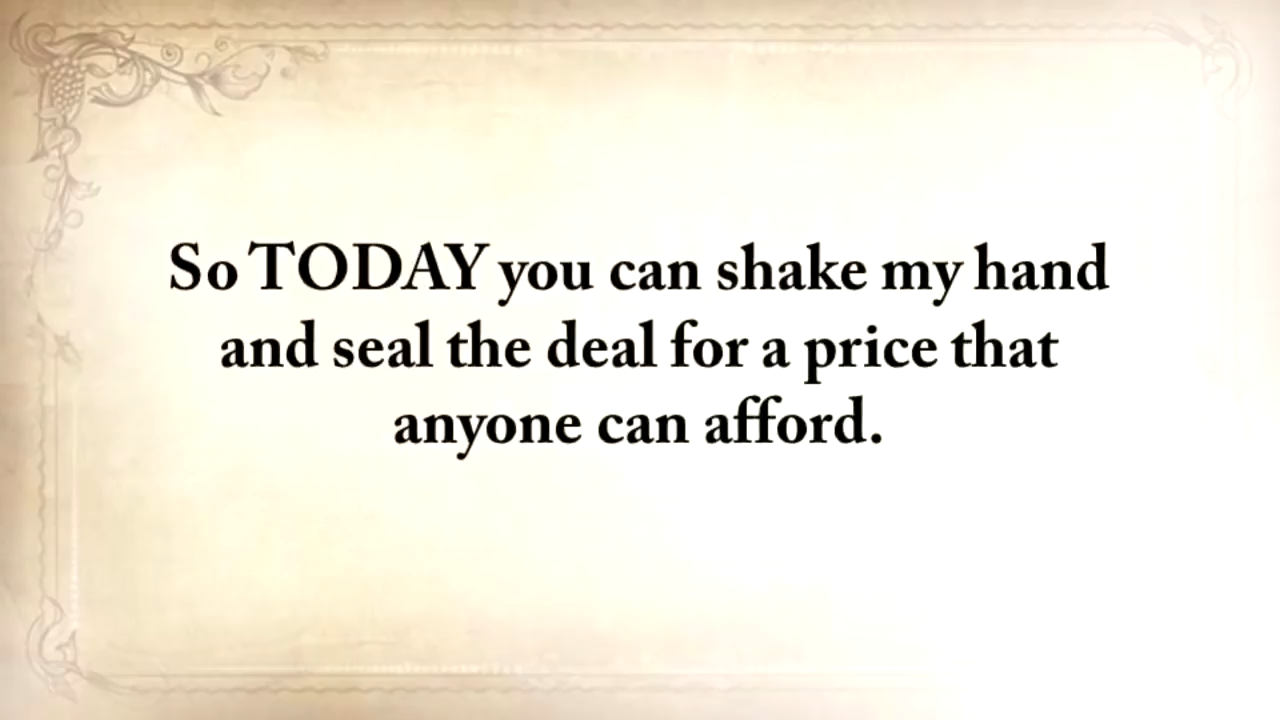 So TODAY you can shake my hand
and seal the deal for a price that
anyone can afford.